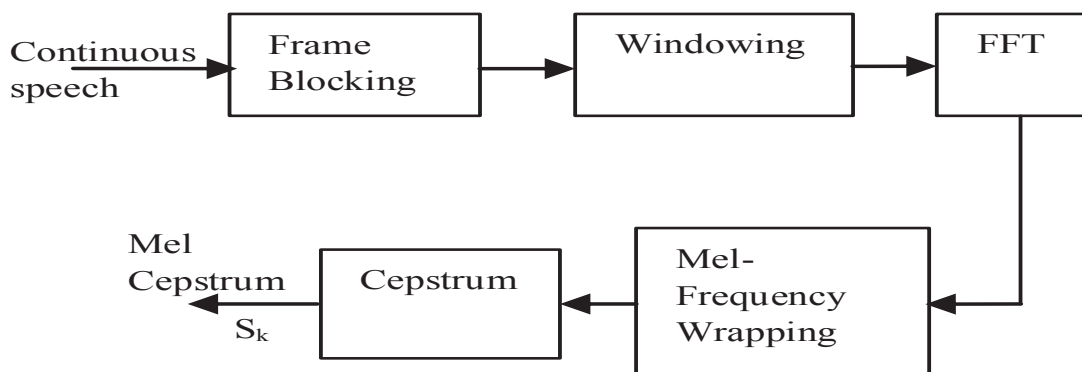 Continuous
speech
Frame
Blocking
Windowing
FFT
Mel-
Frequency
Wrapping
Cepstrum
Mel
Cepstrum
Sₖ